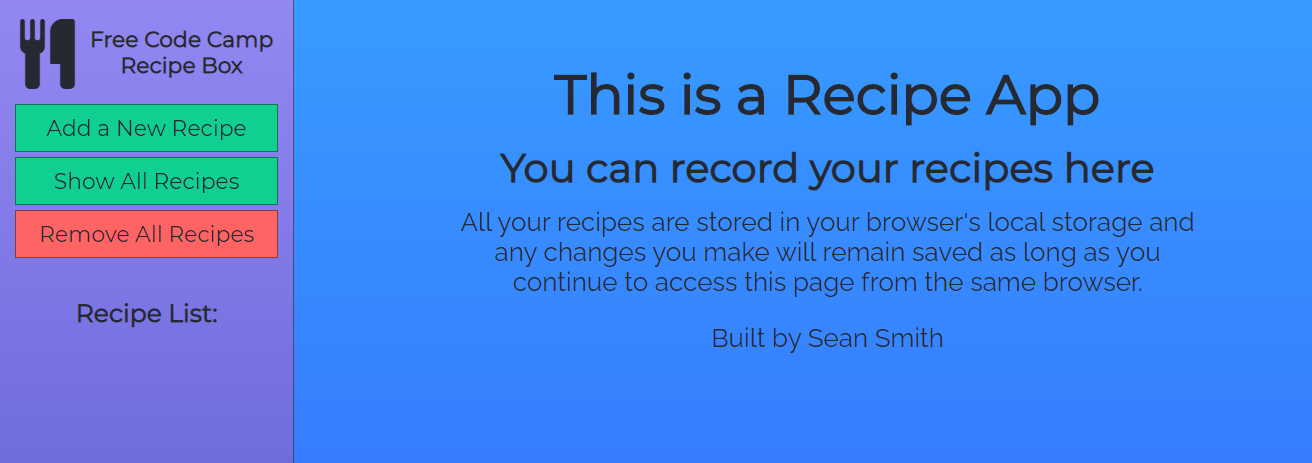 Free Code Camp
Recipe Box
Add a New Recipe
Show All Recipes
Remove All Recipes
Recipe List:
This is a Recipe App
You can record your recipes here
All your recipes are stored in your browser's local storage and
any changes you make will remain saved as long as you
continue to access this page from the same browser.
Built by Sean Smith